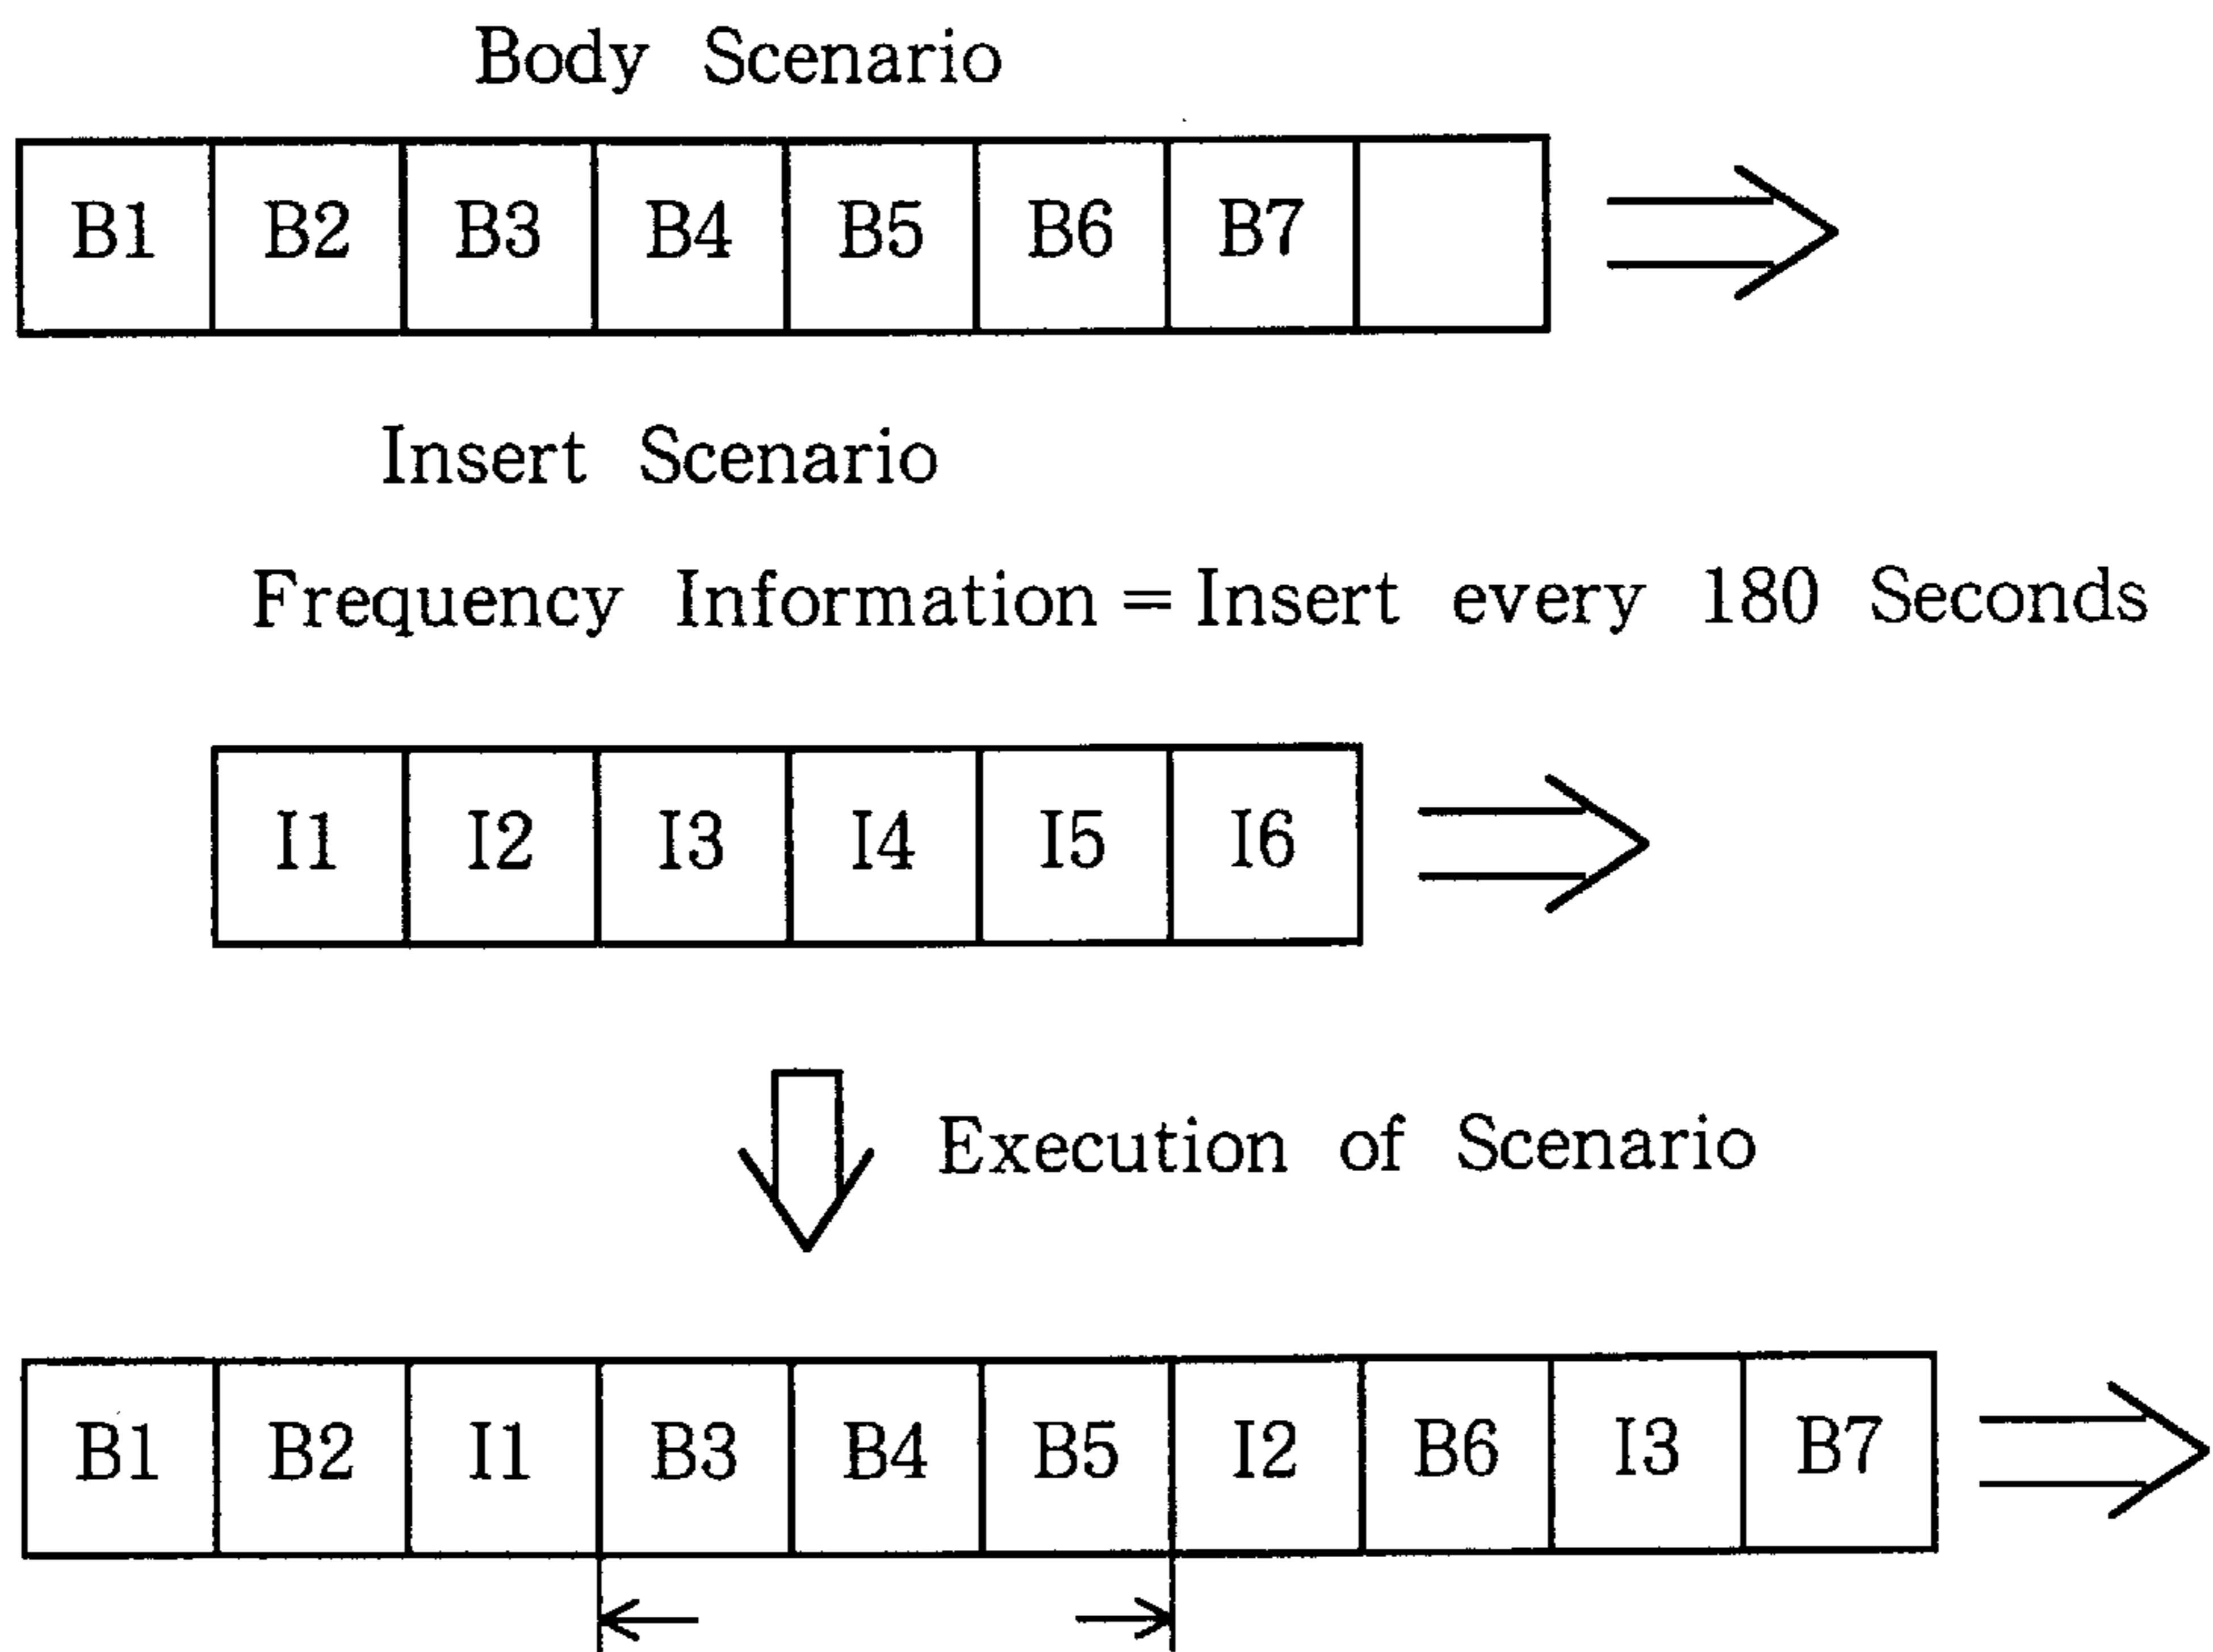 Body Scenario
B1 B2 B3 B4 B5 B6 B7
Insert Scenario
Frequency Information = Insert every 180 Seconds
I1 I2 I3 I4 I5 I6
Execution of Scenario
B1 B2 I1 B3 B4 B5 I2 B6 I3 B7